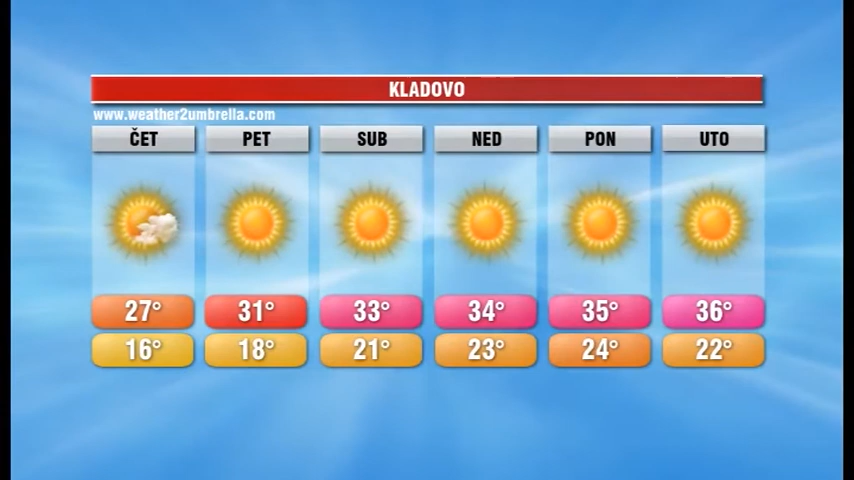 KLADOVO
www.weather2umbrella.com
ČET PET SUB NED PON UTO
27° 31° 33° 34° 35° 36°
16° 18° 21° 23° 24° 22°